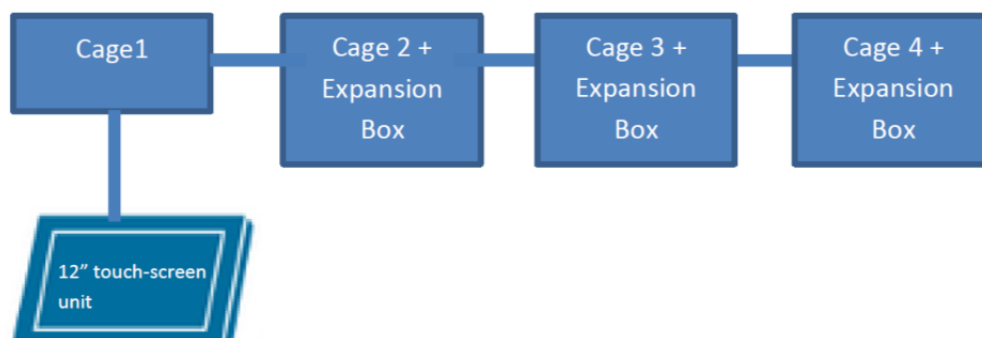 Cage1
Cage 2 +
Expansion
Box
Cage 3 +
Expansion
Box
Cage 4 +
Expansion
Box
12” touch-screen
unit